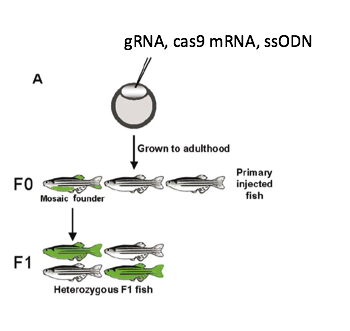 gRNA, cas9 mRNA, ssODN
A
Grown to adulthood
F0
Mosaic founder
Primary
injected
fish
F1
Heterozygous F1 fish